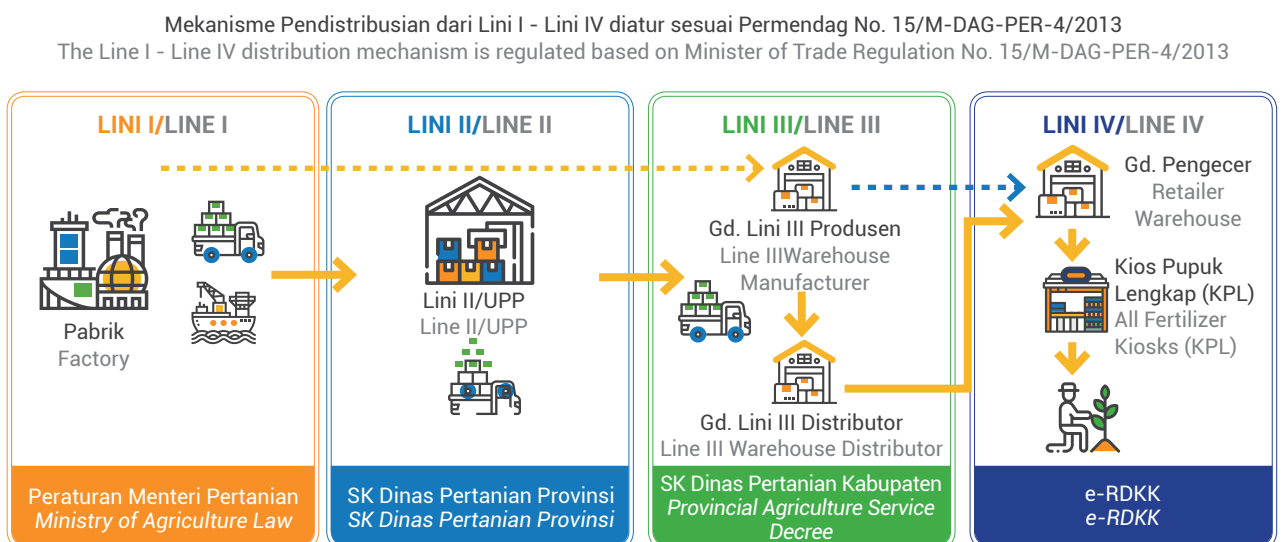 Mekanisme Pendistribusian dari Lini I - Lini IV diatur sesuai Permendag No. 15/M-DAG-PER-4/2013
The Line I - Line IV distribution mechanism is regulated based on Minister of Trade Regulation No. 15/M-DAG-PER-4/2013
LINI I/LINE I
Pabrik
Factory
Peraturan Menteri Pertanian
Ministry of Agriculture Law
LINI II/LINE II
Lini II/UPP
Line II/UPP
SK Dinas Pertanian Provinsi
SK Dinas Pertanian Provinsi
LINI III/LINE III
Gd. Lini III Produsen
Line IIIWarehouse
Manufacturer
Gd. Lini III Distributor
Line III Warehouse Distributor
SK Dinas Pertanian Kabupaten
Provincial Agriculture Service
Decree
LINI IV/LINE IV
Gd. Pengecer
Retailer
Warehouse
Kios Pupuk
Lengkap (KPL)
All Fertilizer
Kiosks (KPL)
e-RDKK
e-RDKK